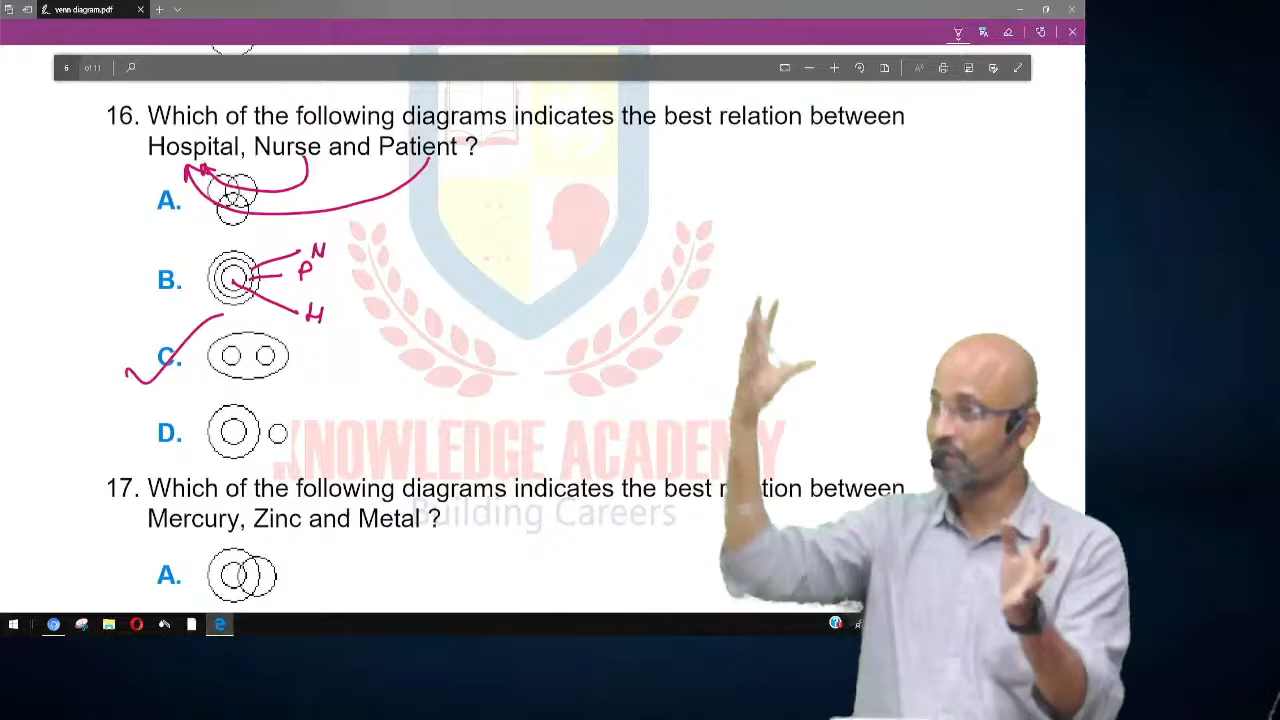 venn diagram.pdf
6 of 11
16. Which of the following diagrams indicates the best relation between
Hospital, Nurse and Patient ?
A.
B.
N
P
H
C.
D.
KNOWLEDGE ACADEMY
Building Careers
17. Which of the following diagrams indicates the best relation between
Mercury, Zinc and Metal ?
A.